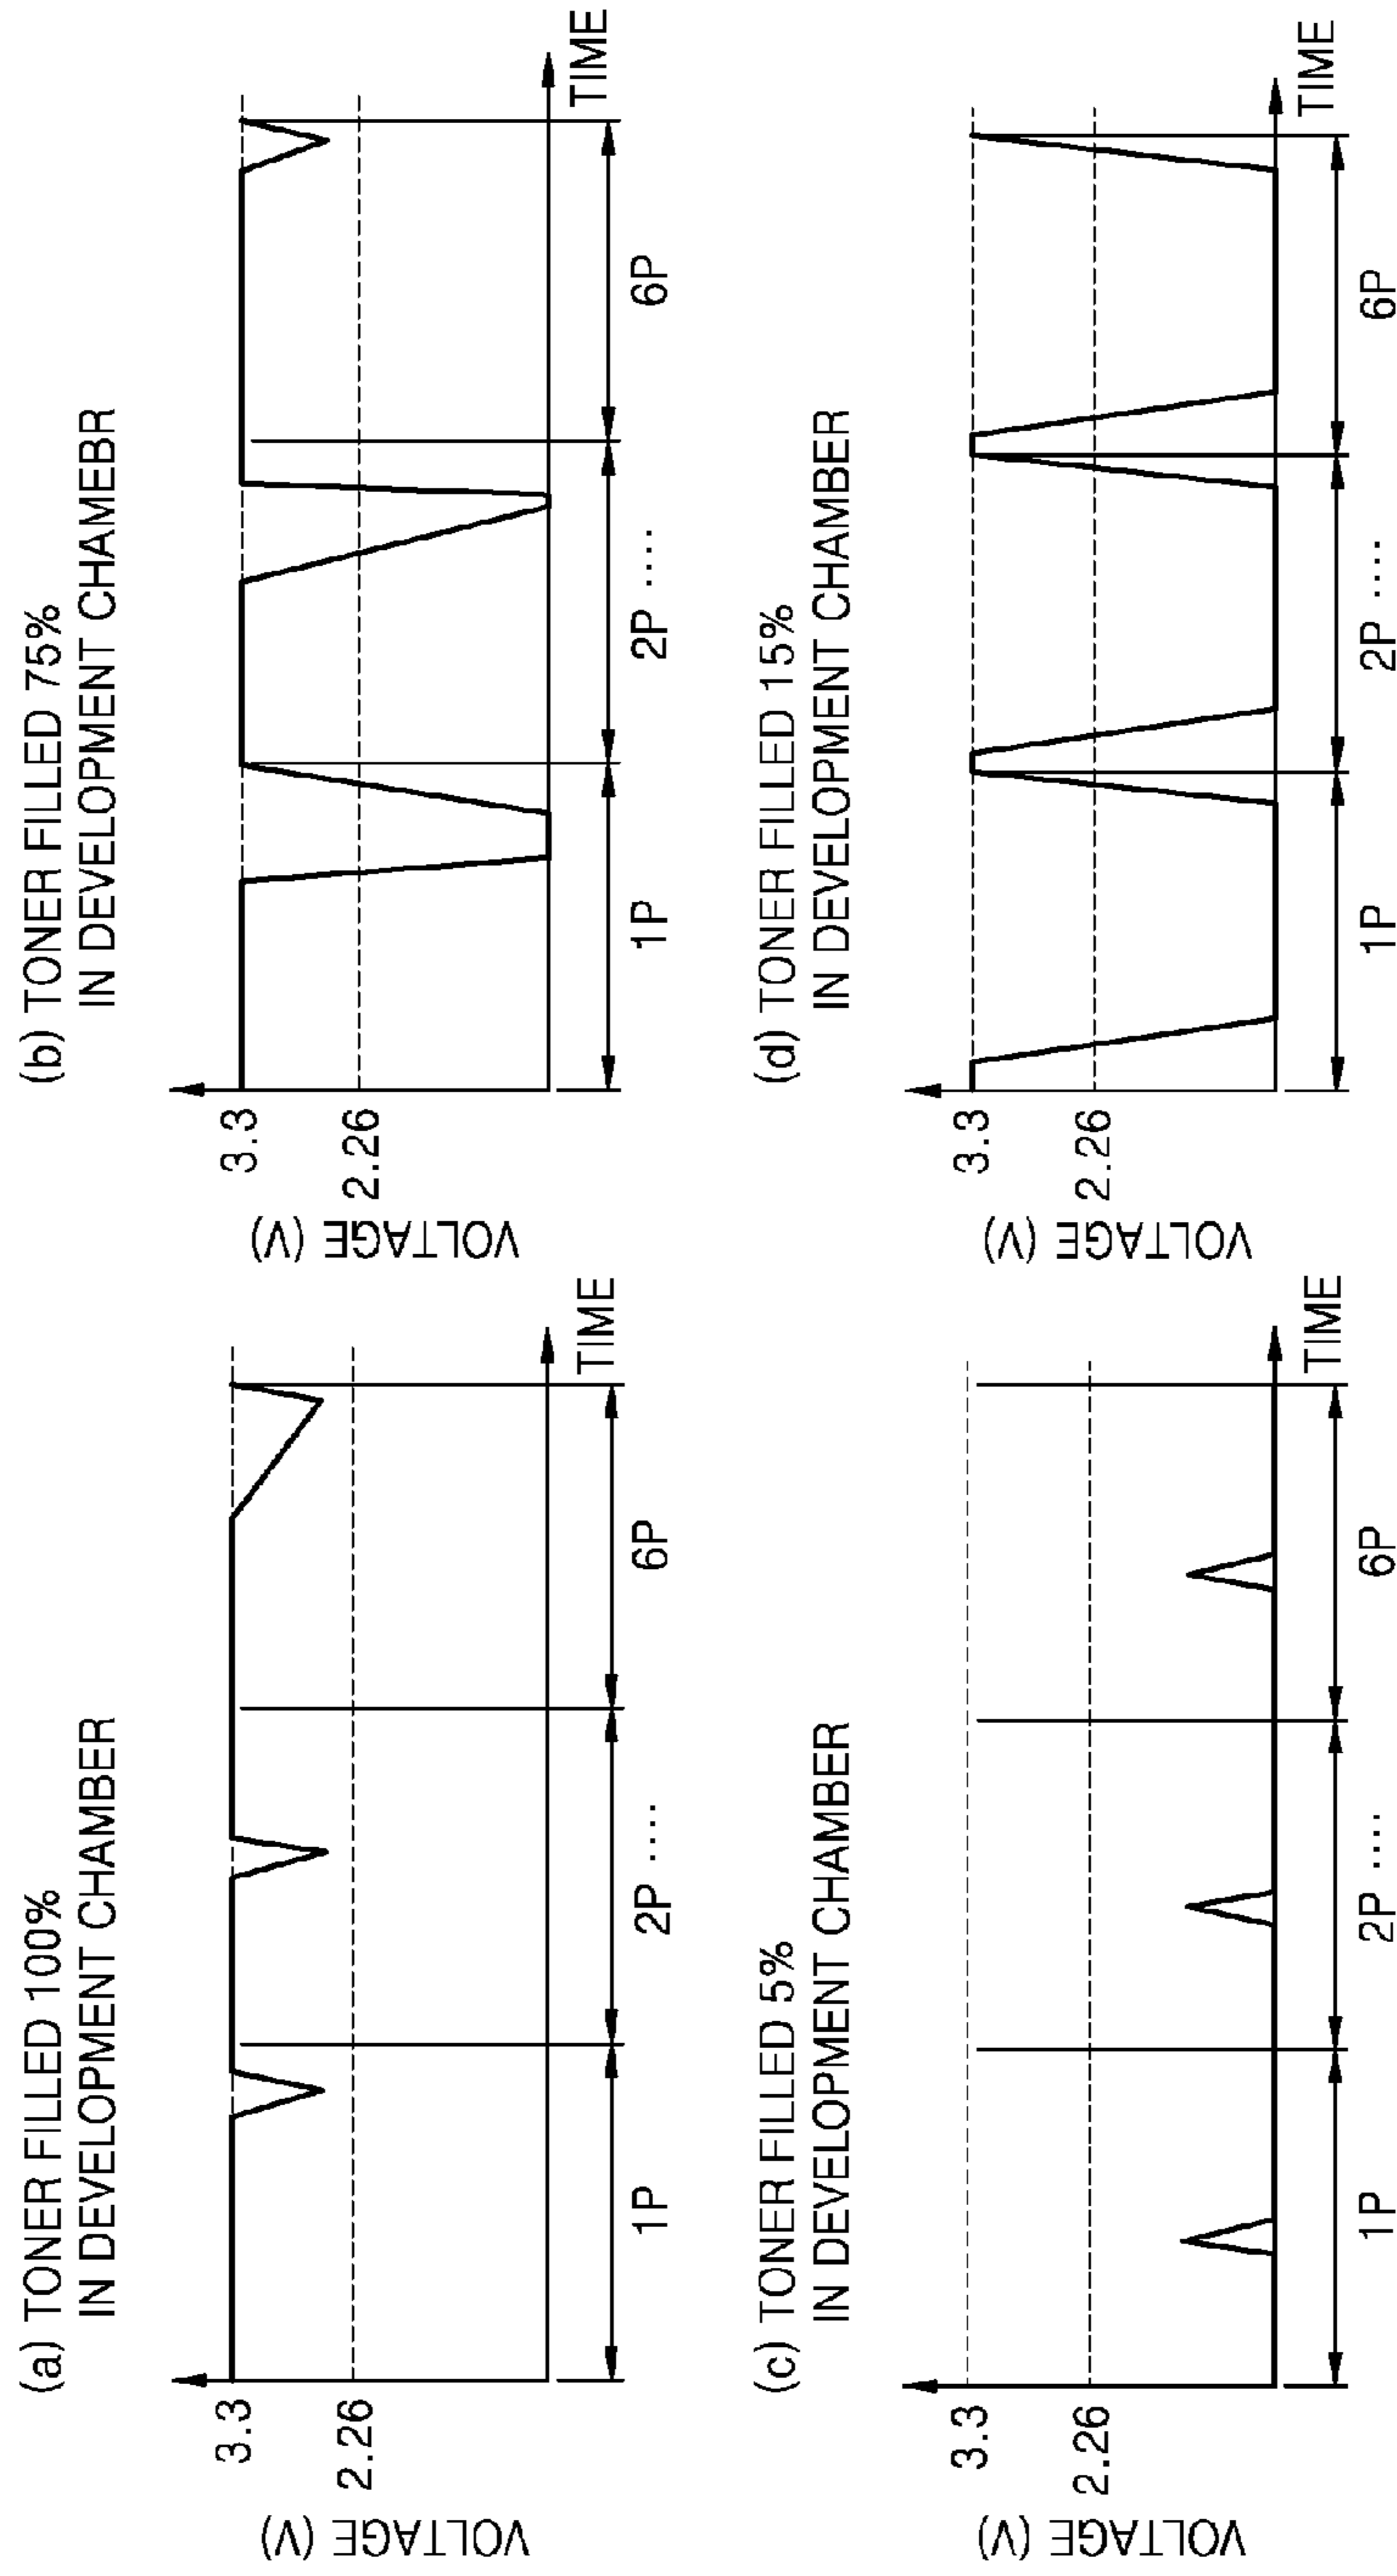 (a) TONER FILLED 100%
IN DEVELOPMENT CHAMBER
VOLTAGE (V)
3.3
2.26
TIME
1P
2P ....
6P
(b) TONER FILLED 75%
IN DEVELOPMENT CHAMEBR
VOLTAGE (V)
3.3
2.26
TIME
1P
2P ....
6P
(c) TONER FILLED 5%
IN DEVELOPMENT CHAMBER
VOLTAGE (V)
3.3
2.26
TIME
1P
2P ....
6P
(d) TONER FILLED 15%
IN DEVELOPMENT CHAMBER
VOLTAGE (V)
3.3
2.26
TIME
1P
2P ....
6P